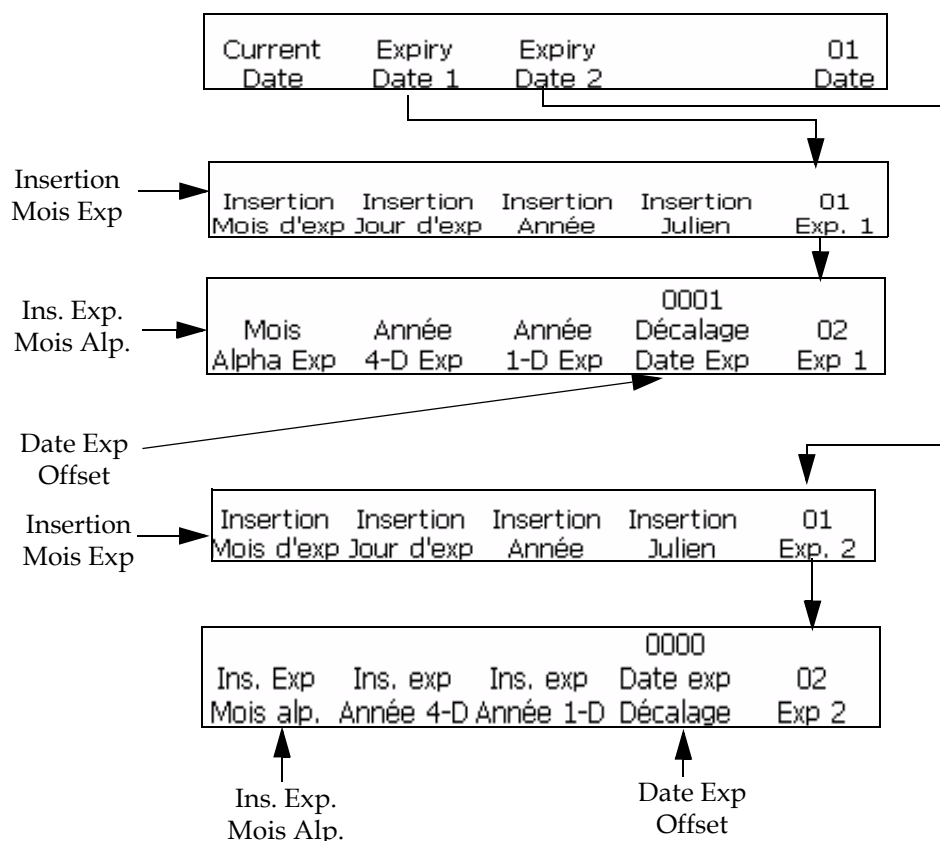 Current Expiry Expiry 01
Date Date 1 Date 2 Date
Insertion
Mois Exp
Insertion Insertion Insertion Insertion 01
Mois d'exp Jour d'exp Année Julien Exp. 1
Ins. Exp.
Mois Alp.
0001
Mois Année Année Décalage 02
Alpha Exp 4-D Exp 1-D Exp Date Exp Exp 1
Date Exp
Offset
Insertion
Mois Exp
Insertion Insertion Insertion Insertion 01
Mois d'exp Jour d'exp Année Julien Exp. 2
0000
Ins. Exp Ins. exp Ins. exp Date exp 02
Mois alp. Année 4-D Année 1-D Décalage Exp 2
Ins. Exp.
Mois Alp.
Date Exp
Offset